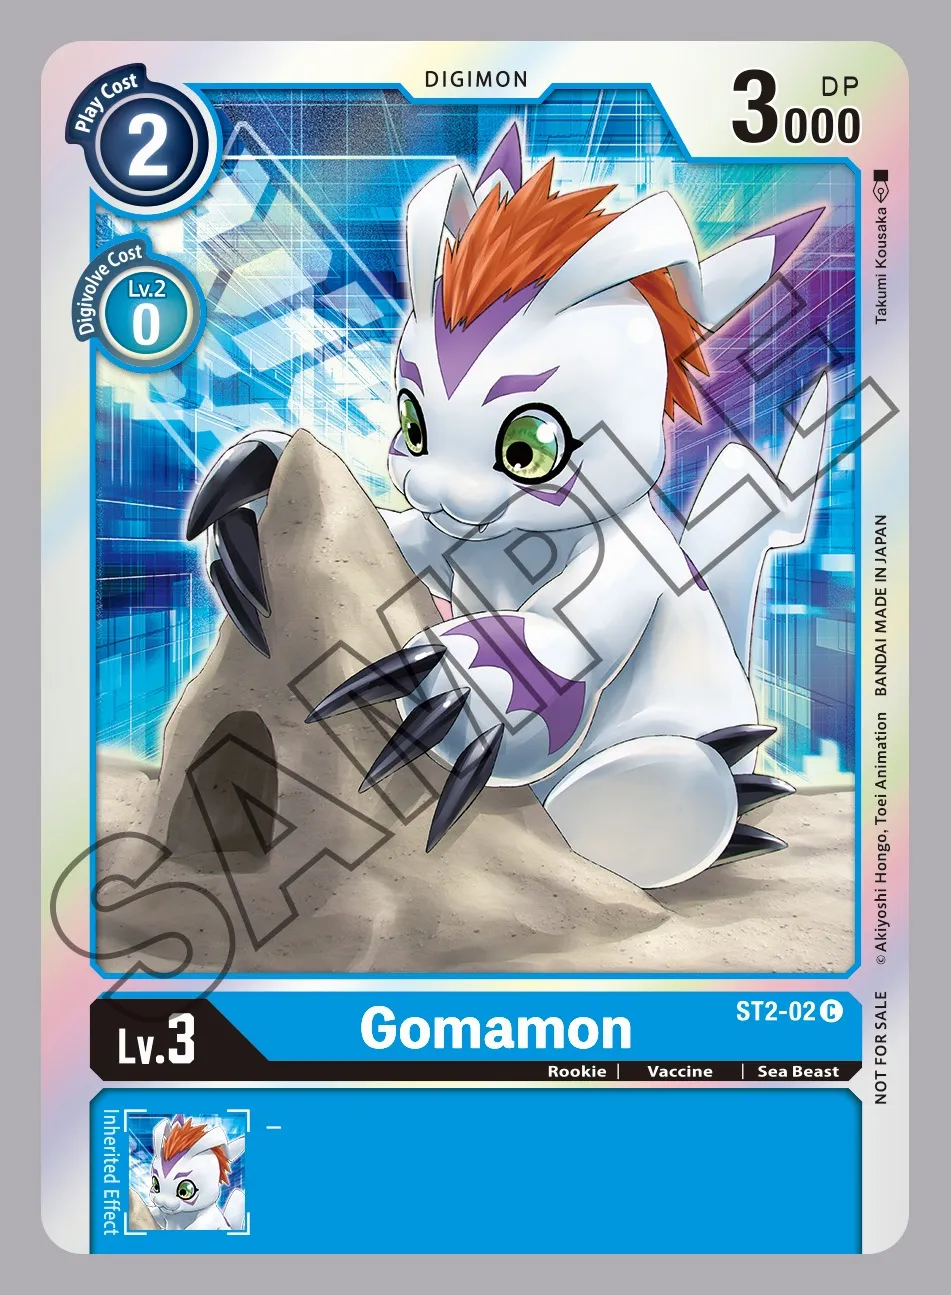 DIGIMON
Play Cost
2
3000
DP
Digivolve Cost
Lv.2
0
Takumi Kousaka
SAMPLE
BANDAI MADE IN JAPAN
©Akiyoshi Hongo, Toei Animation
NOT FOR SALE
Lv.3
Gomamon
ST2-02 C
Rookie | Vaccine | Sea Beast
Inherited Effect
–